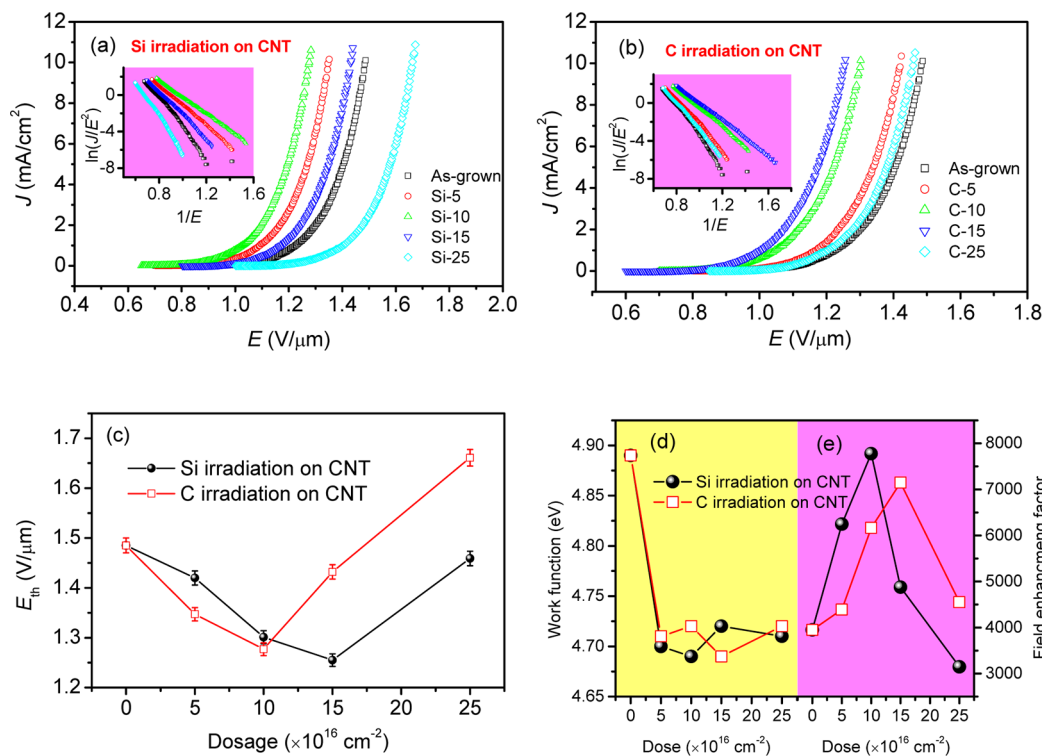 (a)
Si irradiation on CNT
12
10
8
6
4
2
0
J (mA/cm²)
0.4 0.6 0.8 1.0 1.2 1.4 1.6 1.8 2.0
E (V/μm)
0
-4
-8
ln(J/E⁻²)
0.4 0.8 1.2 1.6
1/E
As-grown
Si-5
Si-10
Si-15
Si-25
(b)
C irradiation on CNT
12
10
8
6
4
2
0
J (mA/cm²)
0.6 0.8 1.0 1.2 1.4 1.6 1.8
E (V/μm)
0
-4
-8
ln(J/E⁻²)
0.8 1.2 1.6
1/E
As-grown
C-5
C-10
C-15
C-25
(c)
Si irradiation on CNT
C irradiation on CNT
1.7
1.6
1.5
1.4
1.3
1.2
Eth (V/μm)
0 5 10 15 20 25
Dosage (×10¹⁶ cm⁻²)
(d)
(e)
Si irradiation on CNT
C irradiation on CNT
4.90
4.85
4.80
4.75
4.70
4.65
Work function (eV)
0 5 10 15 20 25
Dose (×10¹⁶ cm⁻²)
0 5 10 15 20 25
Dose (×10¹⁶ cm⁻²)
8000
7000
6000
5000
4000
3000
Field enhancmeng factor